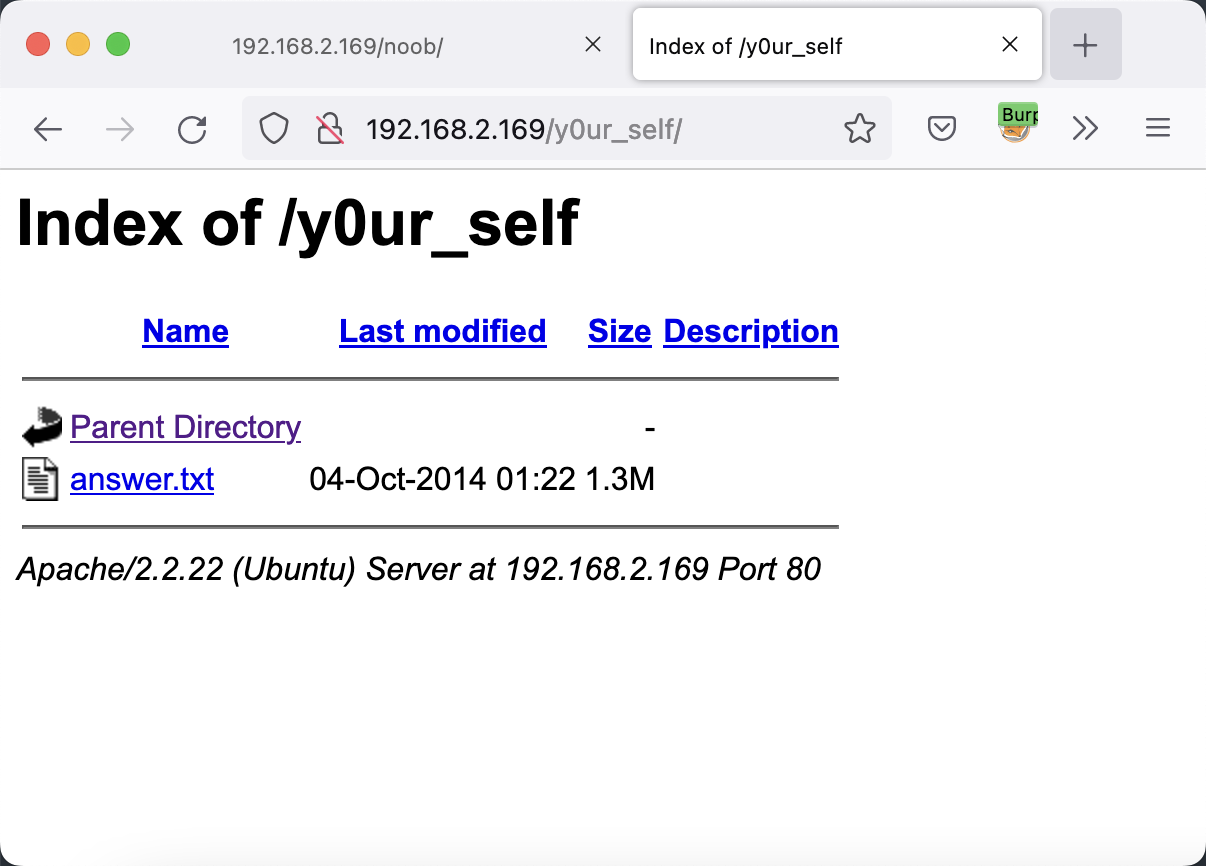 192.168.2.169/noob/
Index of /y0ur_self
192.168.2.169/y0ur_self/
Burp
Index of /y0ur_self
Name Last modified Size Description
Parent Directory -
answer.txt 04-Oct-2014 01:22 1.3M
Apache/2.2.22 (Ubuntu) Server at 192.168.2.169 Port 80